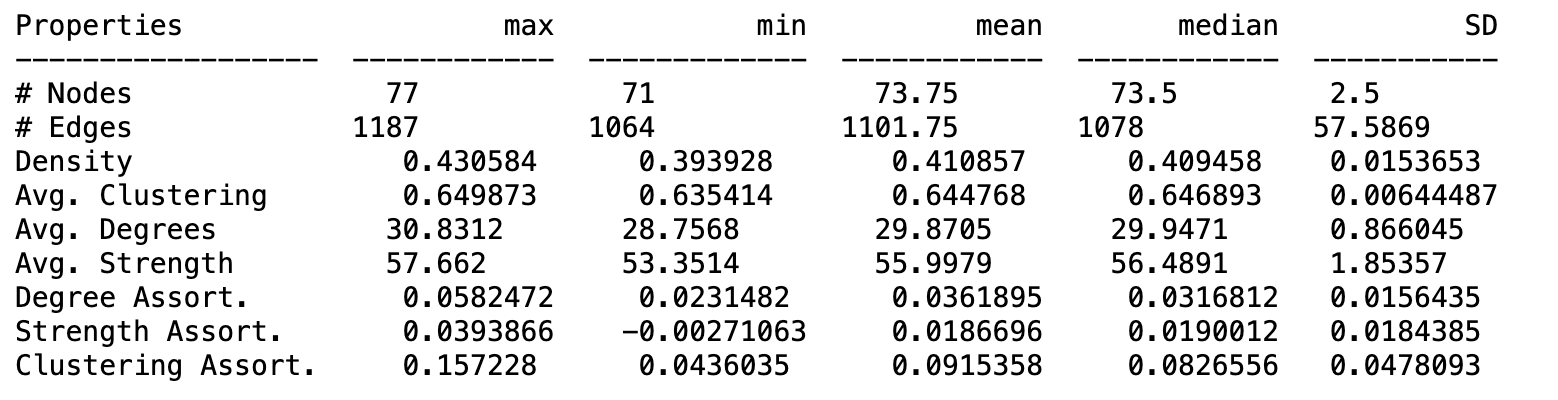 Properties                   max            min          mean        median           SD
------------------  ------------  -------------  ------------  ------------  -----------
# Nodes               77            71             73.75         73.5          2.5
# Edges             1187          1064           1101.75       1078           57.5869
Density                0.430584      0.393928       0.410857      0.409458     0.0153653
Avg. Clustering        0.649873      0.635414       0.644768      0.646893     0.00644487
Avg. Degrees          30.8312       28.7568        29.8705       29.9471       0.866045
Avg. Strength         57.662        53.3514        55.9979       56.4891       1.85357
Degree Assort.         0.0582472     0.0231482      0.0361895     0.0316812    0.0156435
Strength Assort.       0.0393866    −0.00271063     0.0186696     0.0190012    0.0184385
Clustering Assort.     0.157228      0.0436035      0.0915358     0.0826556    0.0478093